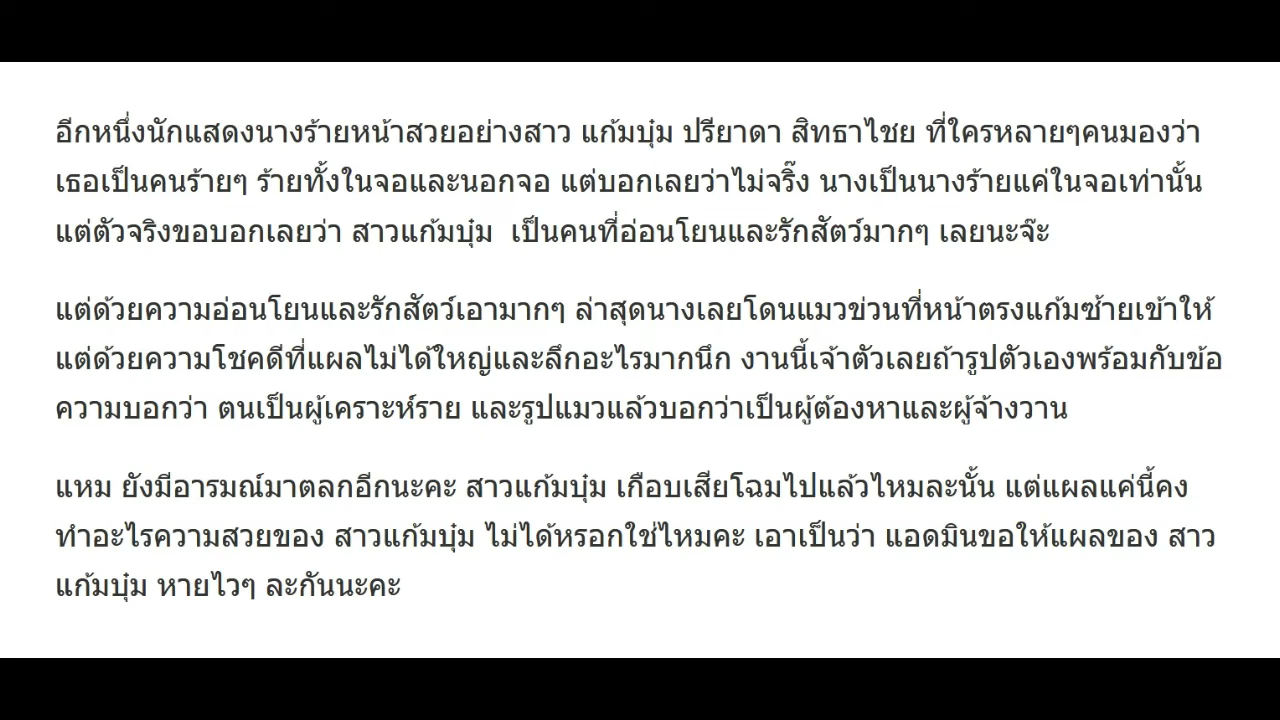 อีกหนึ่งนักแสดงนางร้ายหน้าสวยอย่างสาว แก้มบุ๋ม ปรียาดา สิทธาไชย ที่ใครหลายๆคนมองว่า
เธอเป็นคนร้ายๆ ร้ายทั้งในจอและนอกจอ แต่บอกเลยว่าไม่จริ๊ง นางเป็นนางร้ายแค่ในจอเท่านั้น
แต่ตัวจริงขอบอกเลยว่า สาวแก้มบุ๋ม  เป็นคนที่อ่อนโยนและรักสัตว์มากๆ เลยนะจ๊ะ
แต่ด้วยความอ่อนโยนและรักสัตว์เอามากๆ ล่าสุดนางเลยโดนแมวข่วนที่หน้าตรงแก้มซ้ายเข้าให้
แต่ด้วยความโชคดีที่แผลไม่ได้ใหญ่และลึกอะไรมากนึก งานนี้เจ้าตัวเลยถ้ารูปตัวเองพร้อมกับข้อ
ความบอกว่า ตนเป็นผู้เคราะห์ราย และรูปแมวแล้วบอกว่าเป็นผู้ต้องหาและผู้จ้างวาน
แหม ยังมีอารมณ์มาตลกอีกนะคะ สาวแก้มบุ๋ม เกือบเสียโฉมไปแล้วไหมละนั้น แต่แผลแค่นี้คง
ทำอะไรความสวยของ สาวแก้มบุ๋ม ไม่ได้หรอกใช่ไหมคะ เอาเป็นว่า แอดมินขอให้แผลของ สาว
แก้มบุ๋ม หายไวๆ ละกันนะคะ